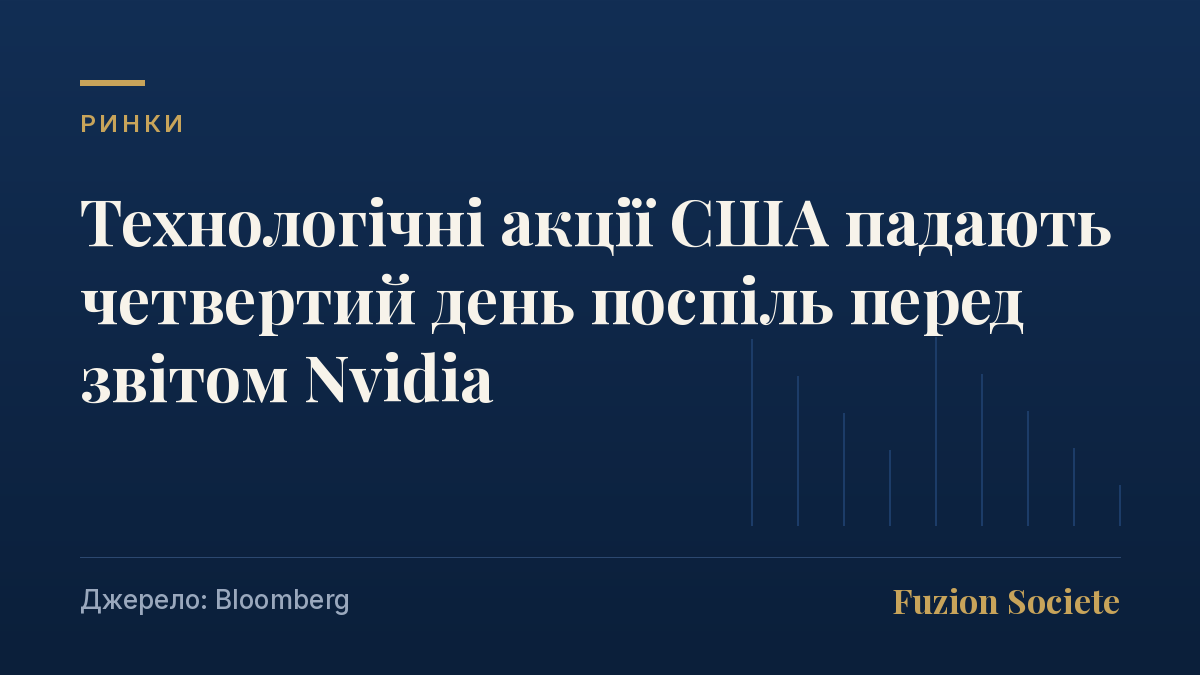 РИНКИ
Технологічні акції США падають
четвертий день поспіль перед
звітом Nvidia
Джерело: Bloomberg
Fuzion Societe